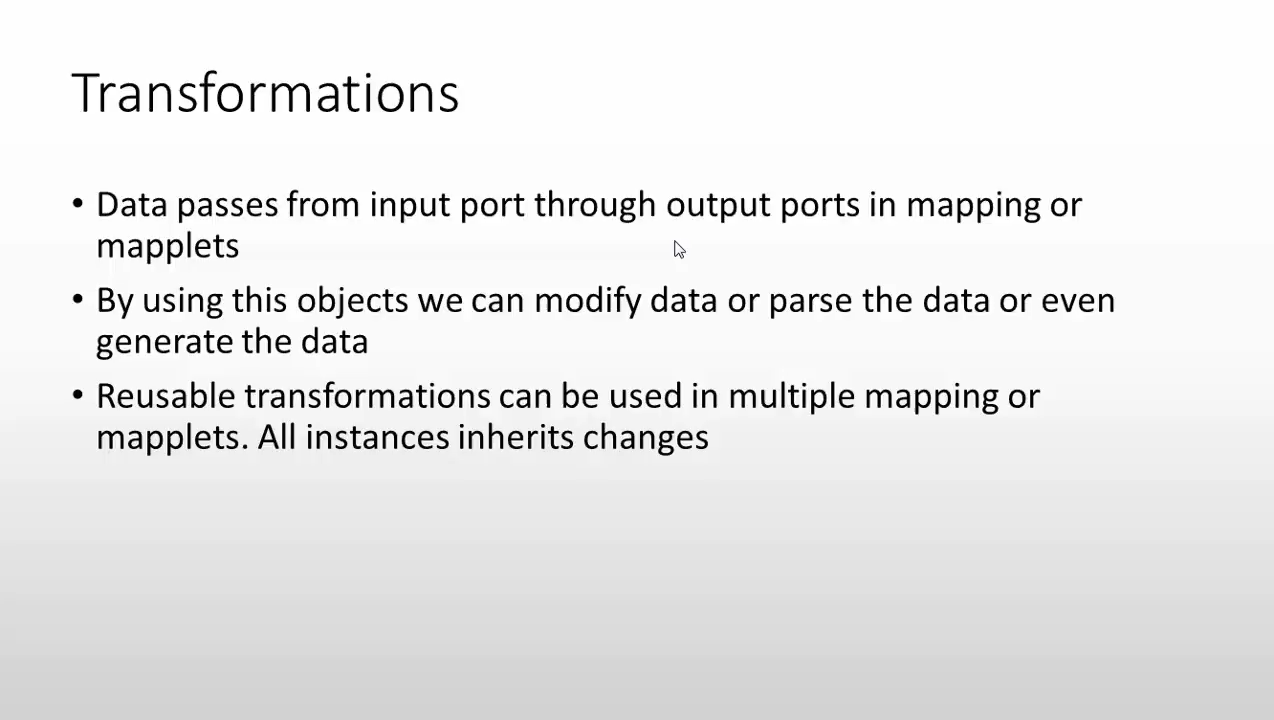 Transformations
• Data passes from input port through output ports in mapping or
mapplets
• By using this objects we can modify data or parse the data or even
generate the data
• Reusable transformations can be used in multiple mapping or
mapplets. All instances inherits changes